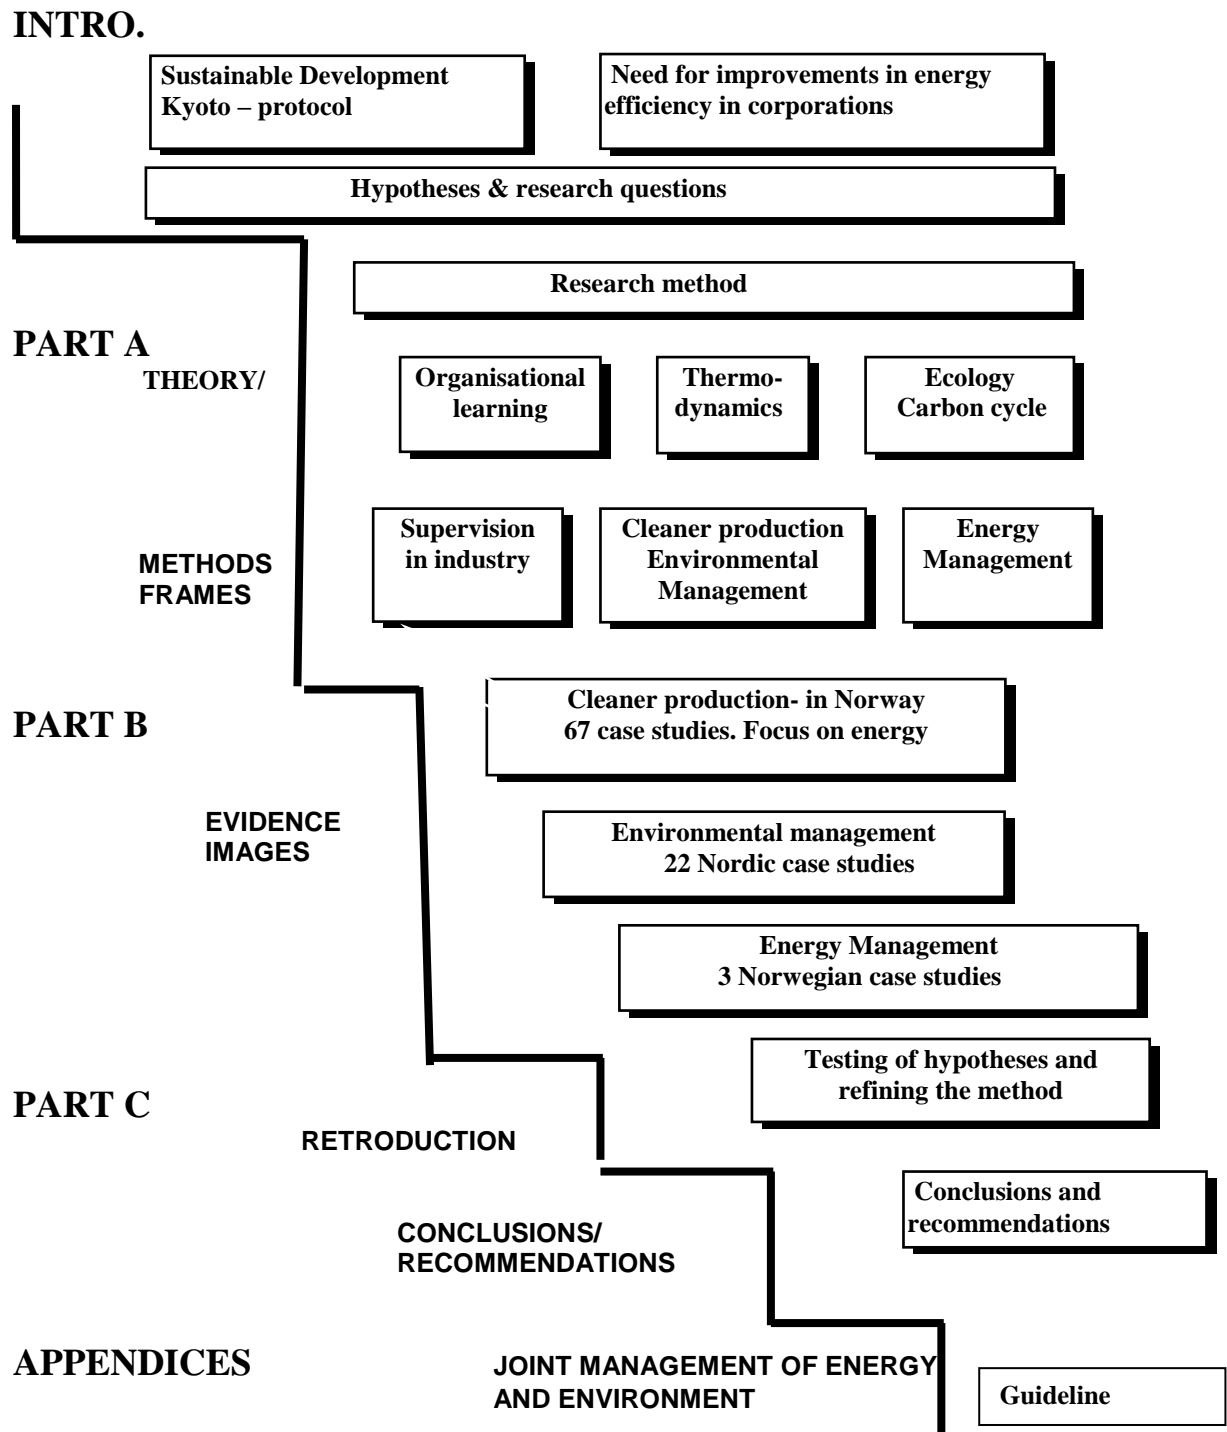 INTRO.
Sustainable Development
Kyoto – protocol
Need for improvements in energy
efficiency in corporations
Hypotheses & research questions
Research method
PART A
THEORY/
Organisational
learning
Thermo-
dynamics
Ecology
Carbon cycle
METHODS
FRAMES
Supervision
in industry
Cleaner production
Environmental
Management
Energy
Management
PART B
Cleaner production- in Norway
67 case studies. Focus on energy
EVIDENCE
IMAGES
Environmental management
22 Nordic case studies
Energy Management
3 Norwegian case studies
Testing of hypotheses and
refining the method
PART C
RETRODUCTION
Conclusions and
recommendations
CONCLUSIONS/
RECOMMENDATIONS
APPENDICES
JOINT MANAGEMENT OF ENERGY
AND ENVIRONMENT
Guideline